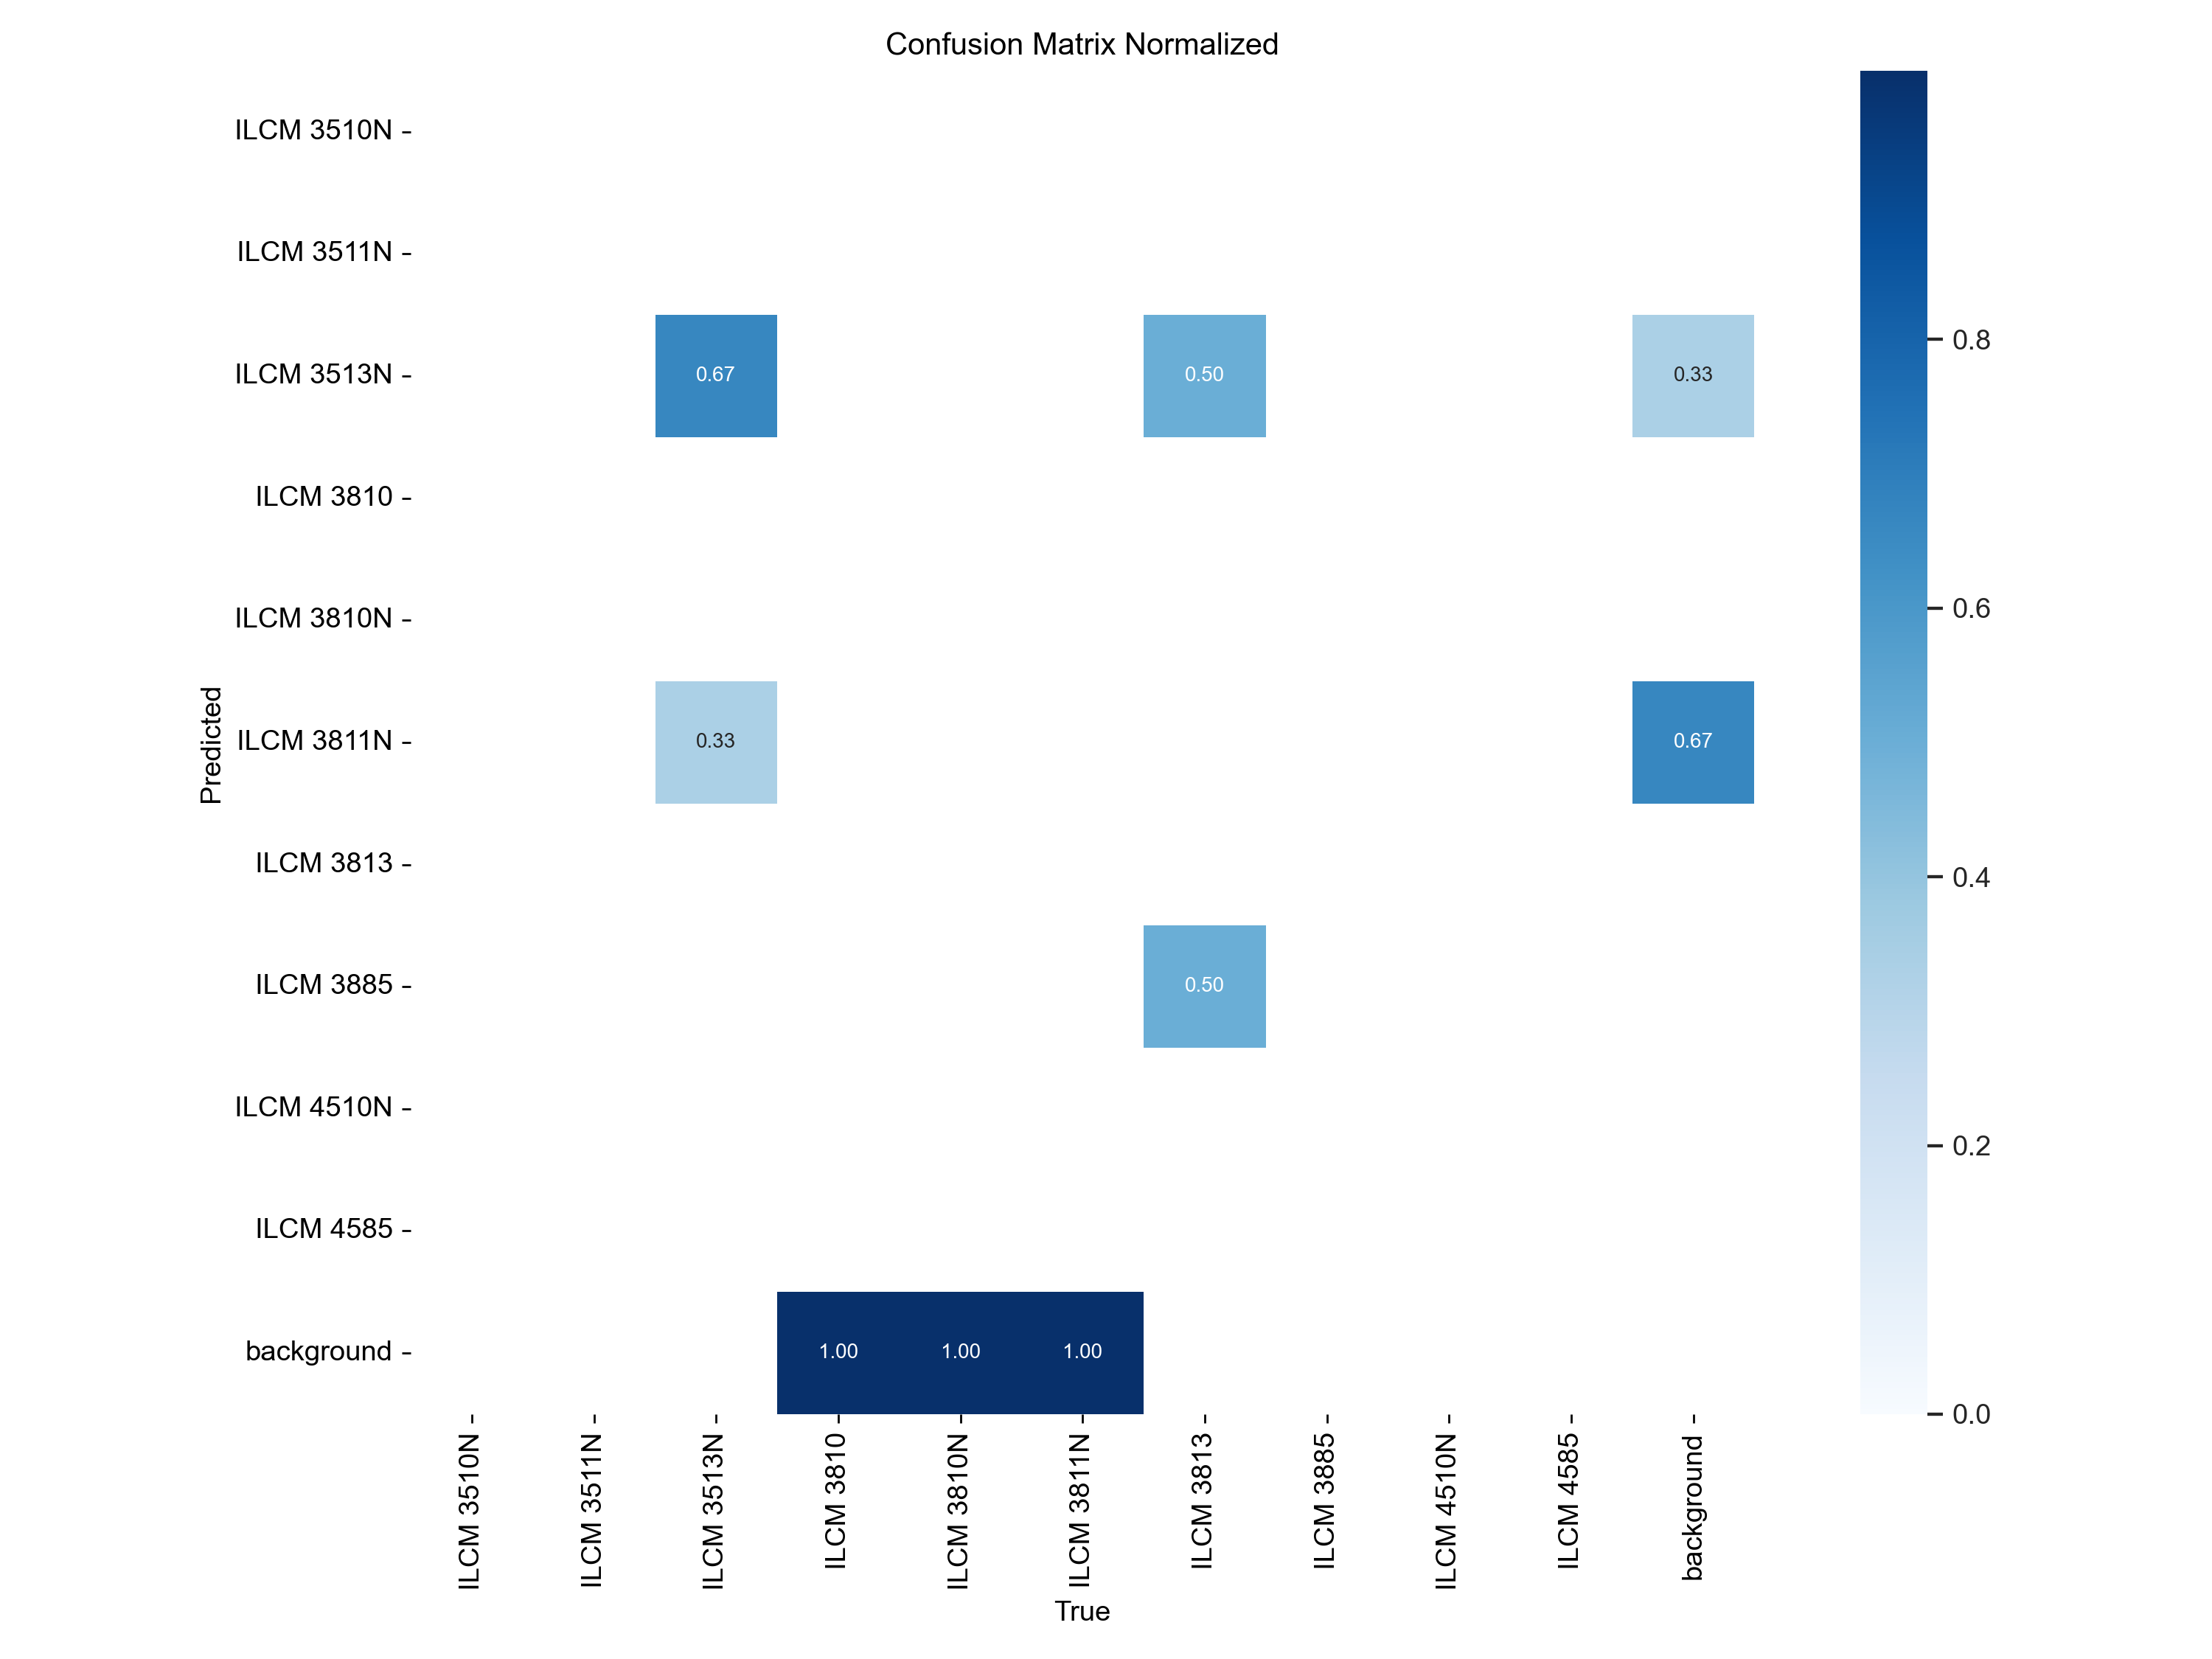 Confusion Matrix Normalized
ILCM 3510N
ILCM 3511N
ILCM 3513N
0.67 0.50 0.33
ILCM 3810
ILCM 3810N
ILCM 3811N
0.33 0.67
ILCM 3813
ILCM 3885
0.50
ILCM 4510N
ILCM 4585
background
1.00 1.00 1.00
Predicted
ILCM 3510N
ILCM 3511N
ILCM 3513N
ILCM 3810
ILCM 3810N
ILCM 3811N
ILCM 3813
ILCM 3885
ILCM 4510N
ILCM 4585
background
True
0.8
0.6
0.4
0.2
0.0